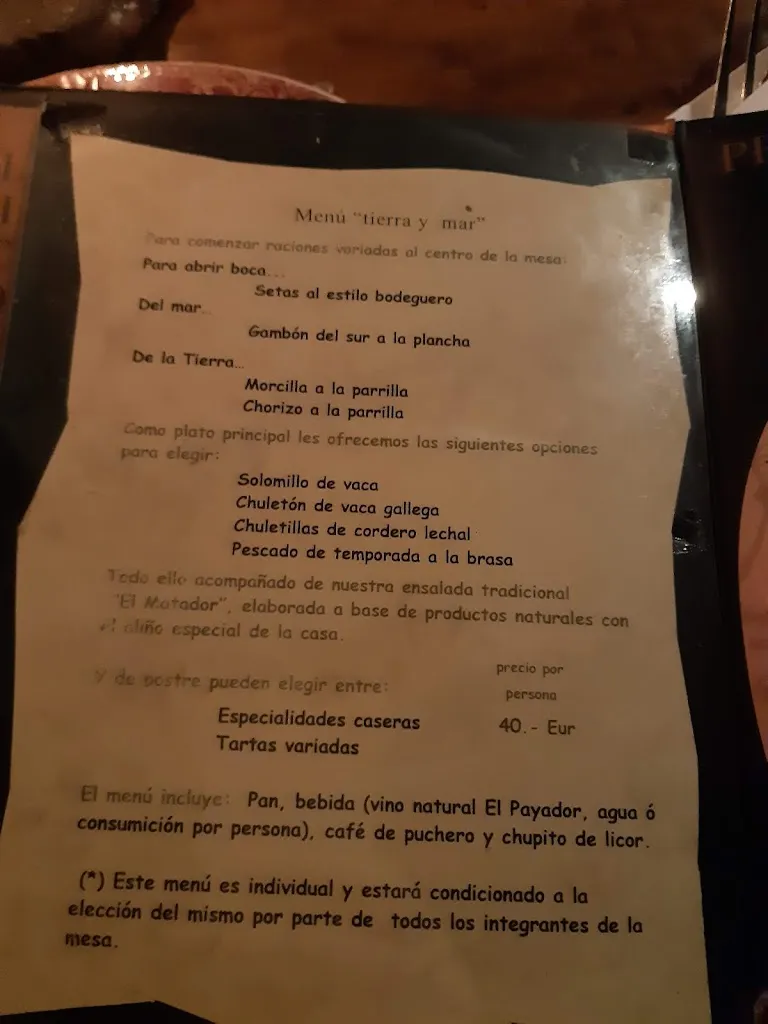 Menú "tierra y mar"
Para comenzar raciones variadas al centro de la mesa:
Para abrir boca...
Setas al estilo bodeguero
Del mar...
Gambón del sur a la plancha
De la Tierra...
Morcilla a la parrilla
Chorizo a la parrilla
Como plato principal les ofrecemos las siguientes opciones
para elegir:
Solomillo de vaca
Chuletón de vaca gallega
Chuletillas de cordero lechal
Pescado de temporada a la brasa
Todo ello acompañado de nuestra ensalada tradicional
"El Matador", elaborada a base de productos naturales con
el aliño especial de la casa.
precio por
persona
Y de postre pueden elegir entre:
Especialidades caseras 40.- Eur
Tartas variadas
El menú incluye: Pan, bebida (vino natural El Payador, agua ó
consumición por persona), café de puchero y chupito de licor.
(*) Este menú es individual y estará condicionado a la
elección del mismo por parte de todos los integrantes de la
mesa.